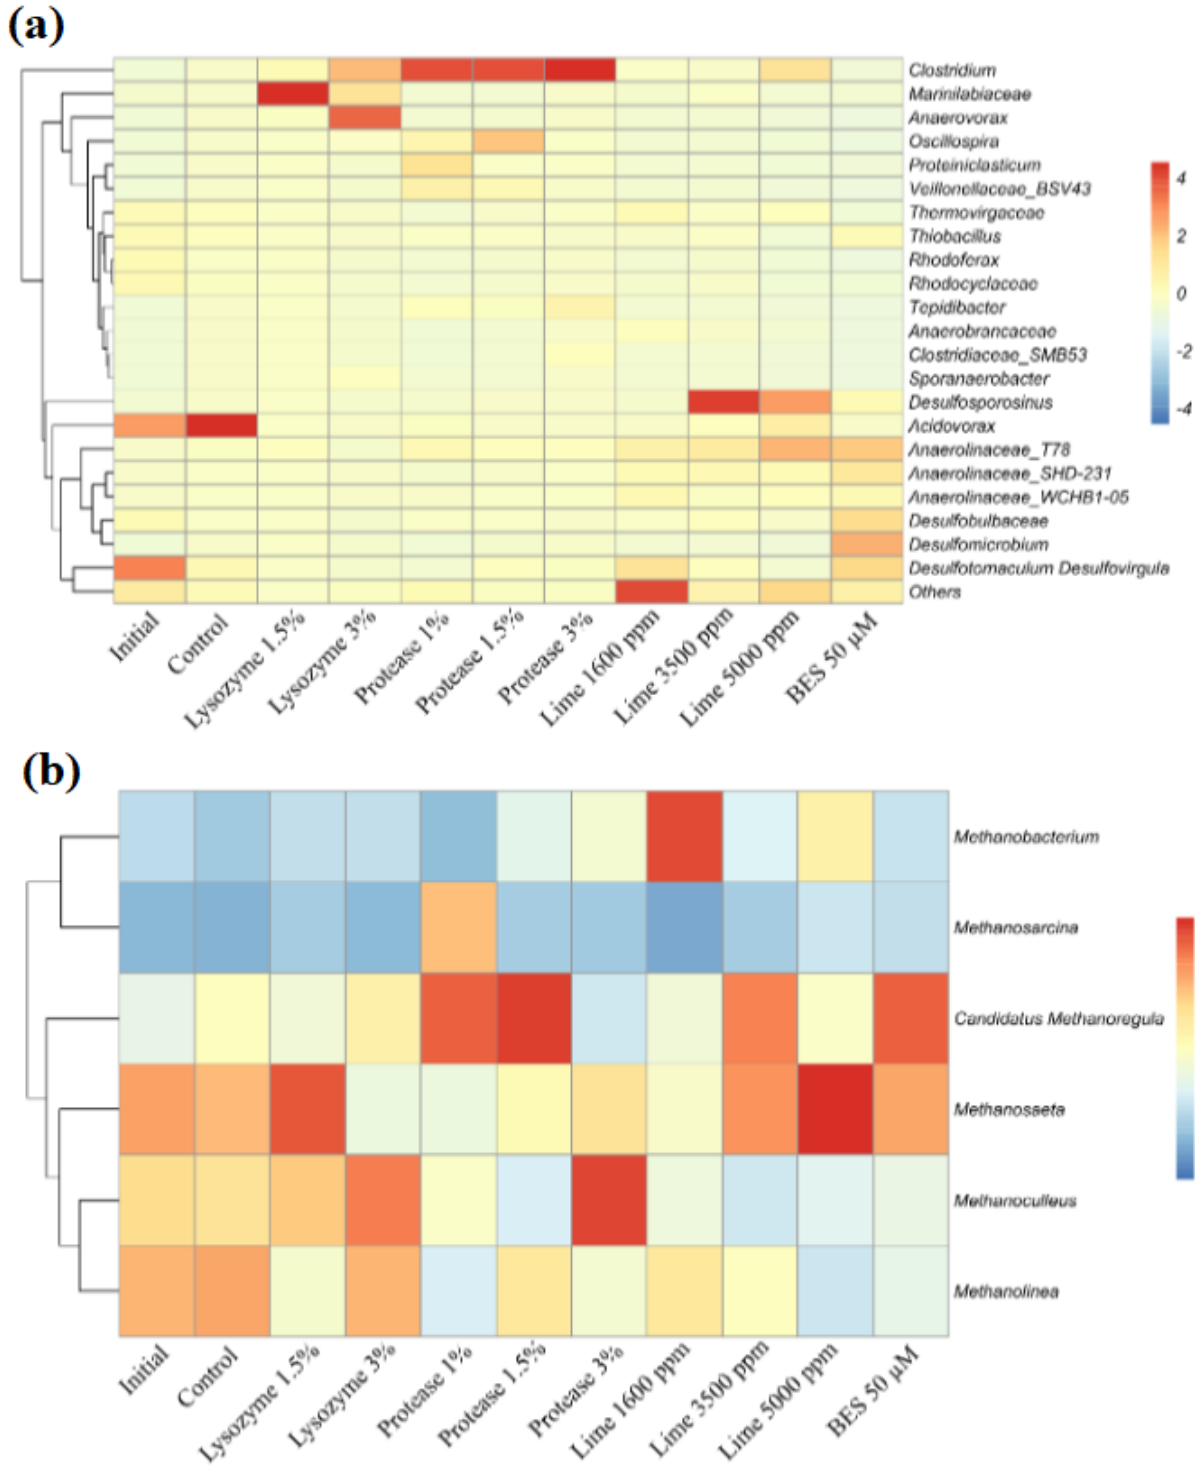 (a)
Clostridium
Marinilabiaceae
Anaerovorax
Oscillospira
Proteiniclasticum
Veillonellaceae_BSV43
Thermovirgaceae
Thiobacillus
Rhodoferax
Rhodocyclaceae
Tepidibacter
Anaerobrancaceae
Clostridiaceae_SMB53
Sporanaerobacter
Desulfosporosinus
Acidovorax
Anaerolinaceae_T78
Anaerolinaceae_SHD-231
Anaerolinaceae_WCHB1-05
Desulfobulbaceae
Desulfomicrobium
Desulfotomaculum Desulfovirgula
Others
4
2
0
-2
-4
Initial
Control
Lysozyme 1.5%
Lysozyme 3%
Protease 1%
Protease 1.5%
Protease 3%
Lime 1600 ppm
Lime 3500 ppm
Lime 5000 ppm
BES 50 µM
(b)
Methanobacterium
Methanosarcina
Candidatus Methanoregula
Methanosaeta
Methanoculleus
Methanolinea
Initial
Control
Lysozyme 1.5%
Lysozyme 3%
Protease 1%
Protease 1.5%
Protease 3%
Lime 1600 ppm
Lime 3500 ppm
Lime 5000 ppm
BES 50 µM